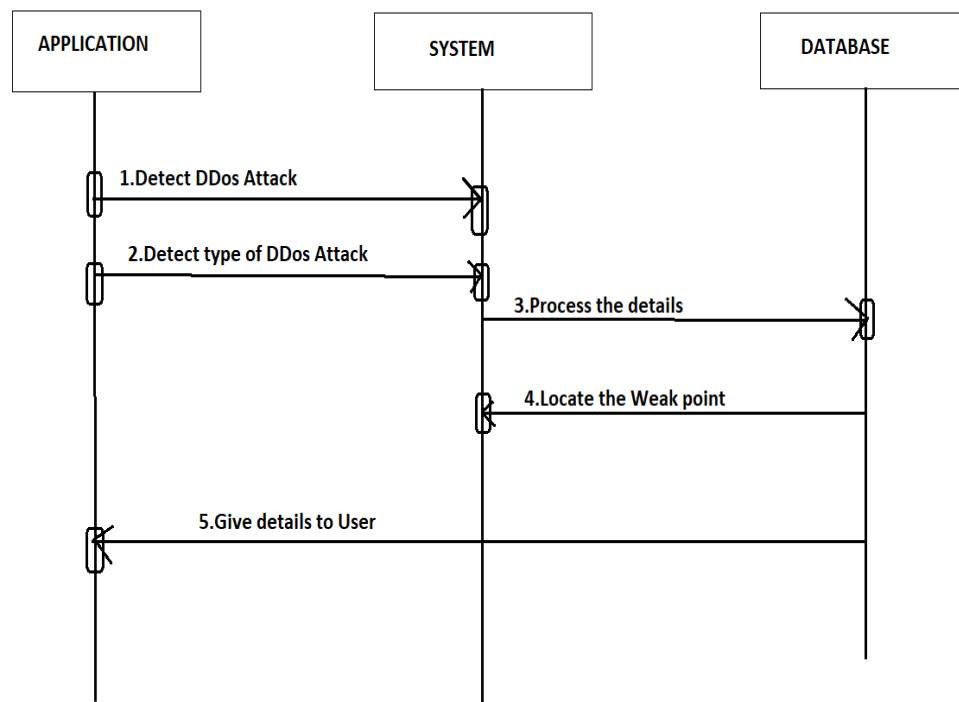 APPLICATION
SYSTEM
DATABASE
1.Detect DDos Attack
2.Detect type of DDos Attack
3.Process the details
4.Locate the Weak point
5.Give details to User